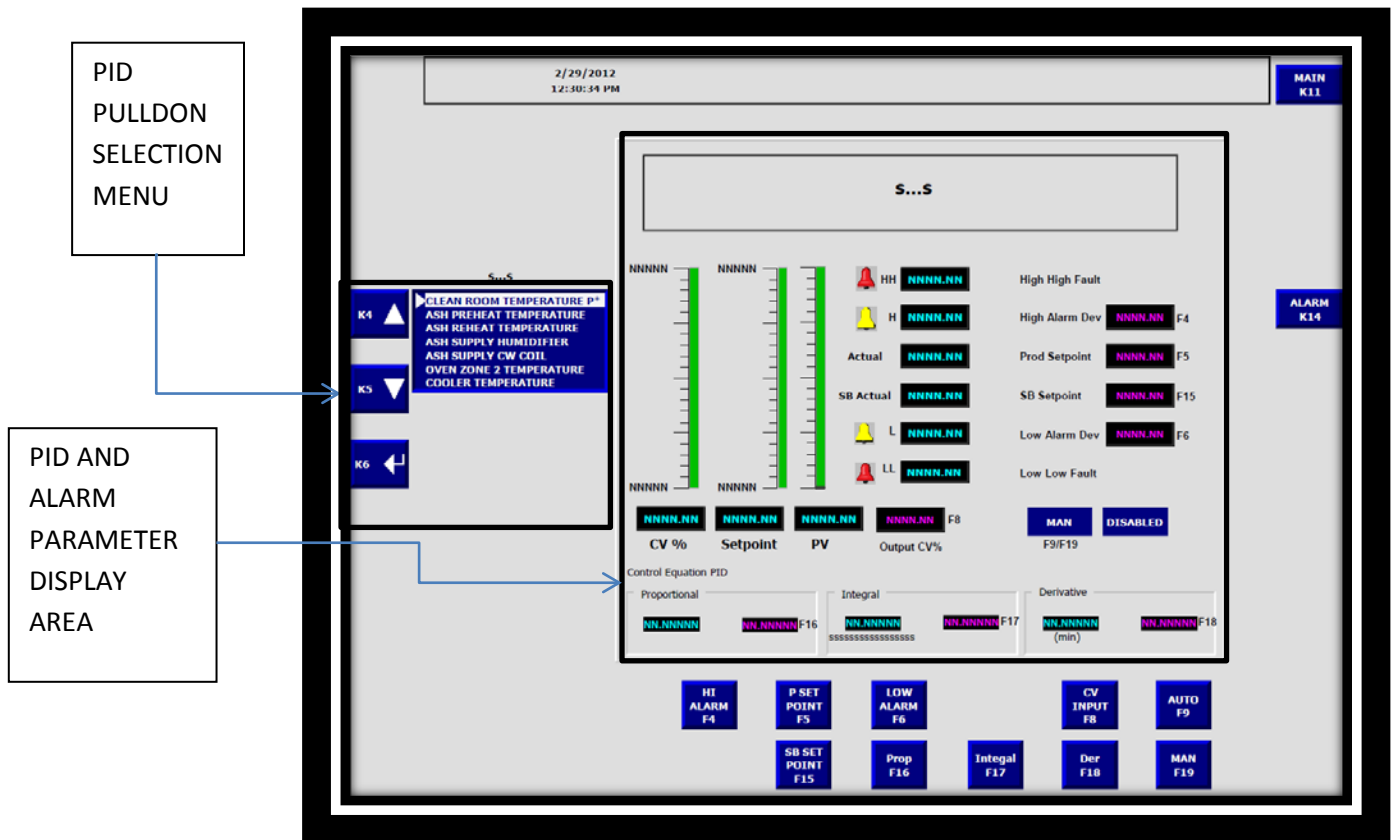 PID
PULLDON
SELECTION
MENU
PID AND
ALARM
PARAMETER
DISPLAY
AREA
2/29/2012
12:30:34 PM
MAIN
K11
ALARM
K14
s...s
K4
K5
K6
CLEAN ROOM TEMPERATURE P*
ASH PREHEAT TEMPERATURE
ASH REHEAT TEMPERATURE
ASH SUPPLY HUMIDIFIER
ASH SUPPLY CW COIL
OVEN ZONE 2 TEMPERATURE
COOLER TEMPERATURE
s...s
NNNNN NNNNN
HH NNNN.NN High High Fault
H NNNN.NN High Alarm Dev NNNN.NN F4
Actual NNNN.NN Prod Setpoint NNNN.NN F5
SB Actual NNNN.NN SB Setpoint NNNN.NN F15
L NNNN.NN Low Alarm Dev NNNN.NN F6
LL NNNN.NN Low Low Fault
NNNNN NNNNN
NNNN.NN NNNN.NN NNNN.NN NNNN.NN F8 MAN DISABLED
CV % Setpoint PV Output CV% F9/F19
Control Equation PID
Proportional Integral Derivative
NN.NNNNN NN.NNNNN F16 NN.NNNNN NN.NNNNN F17 NN.NNNNN NN.NNNNN F18
sssssssssssssssss (min)
HI
ALARM
F4
P SET
POINT
F5
LOW
ALARM
F6
CV
INPUT
F8
AUTO
F9
SB SET
POINT
F15
Prop
F16
Integal
F17
Der
F18
MAN
F19